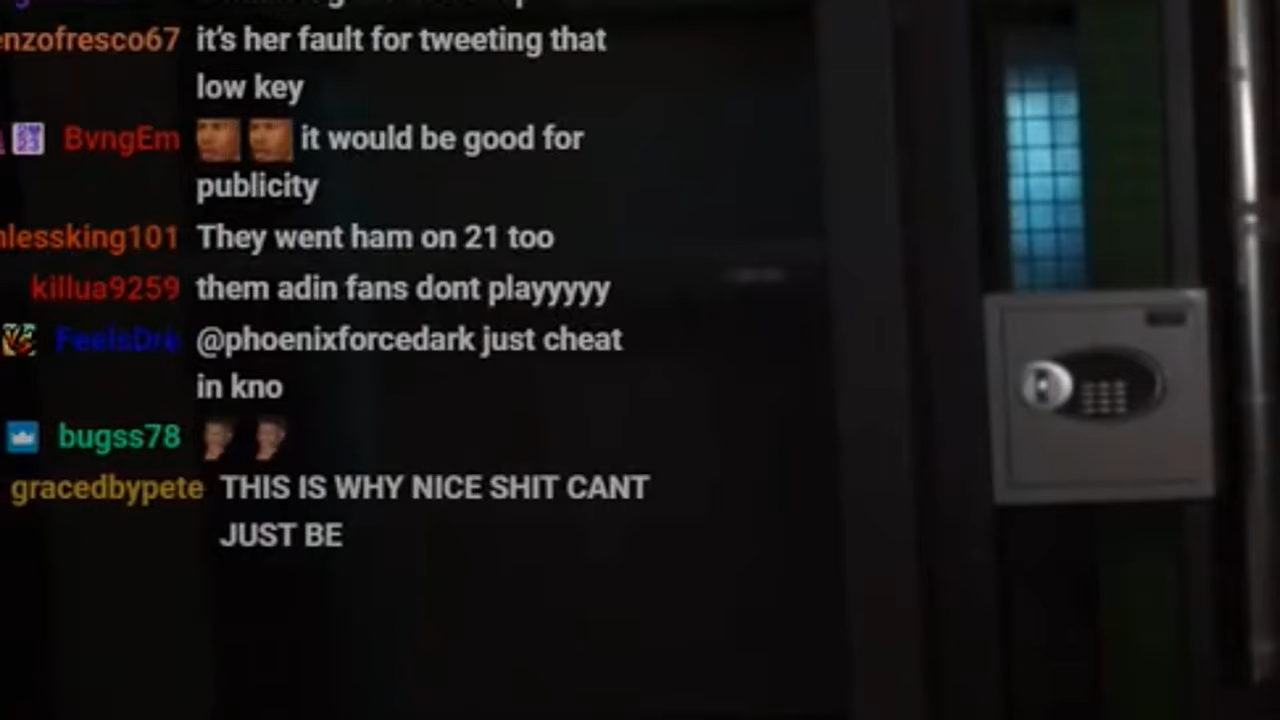 enzofresco67 it's her fault for tweeting that
low key
BvngEm it would be good for
publicity
nlessking101 They went ham on 21 too
killua9259 them adin fans dont playyyyy
FeelsDre @phoenixforcedark just cheat
in kno
bugss78
gracedbypete THIS IS WHY NICE SHIT CANT
JUST BE